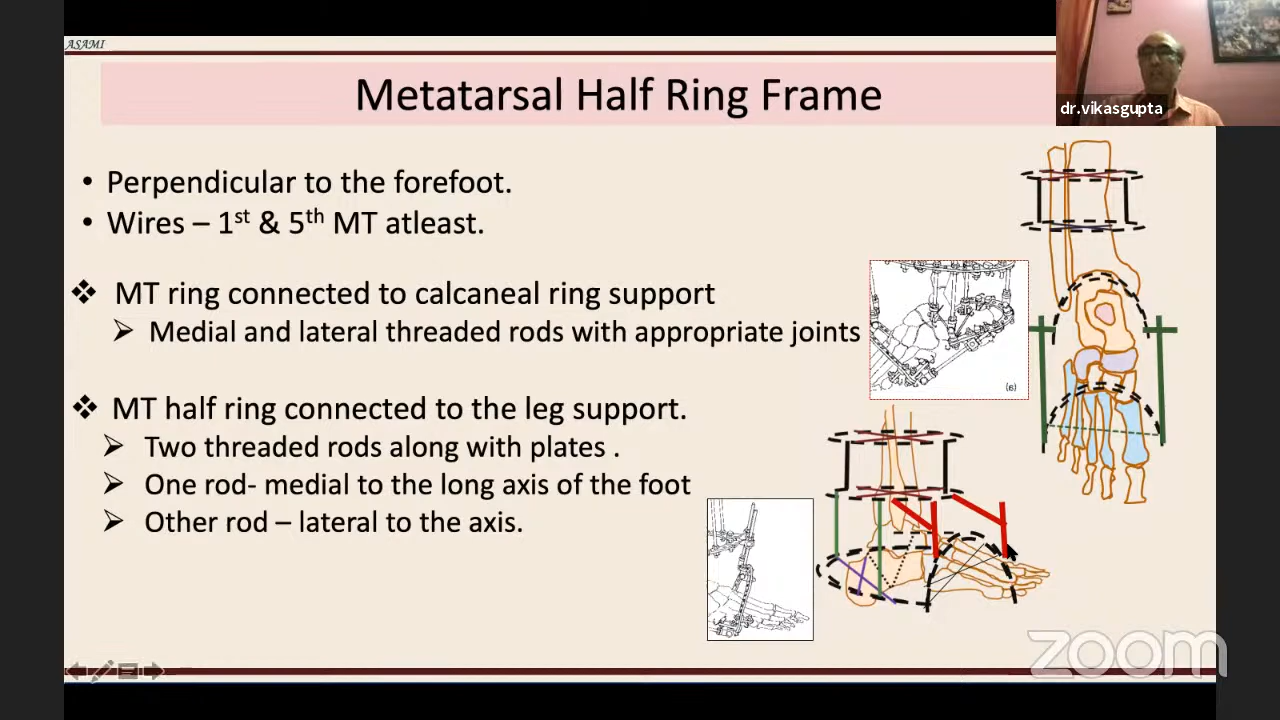 ASAMI
Metatarsal Half Ring Frame
dr.vikasgupta
• Perpendicular to the forefoot.
• Wires – 1st & 5th MT atleast.
❖ MT ring connected to calcaneal ring support
➢ Medial and lateral threaded rods with appropriate joints
(в)
❖ MT half ring connected to the leg support.
➢ Two threaded rods along with plates .
➢ One rod- medial to the long axis of the foot
➢ Other rod – lateral to the axis.
zoom